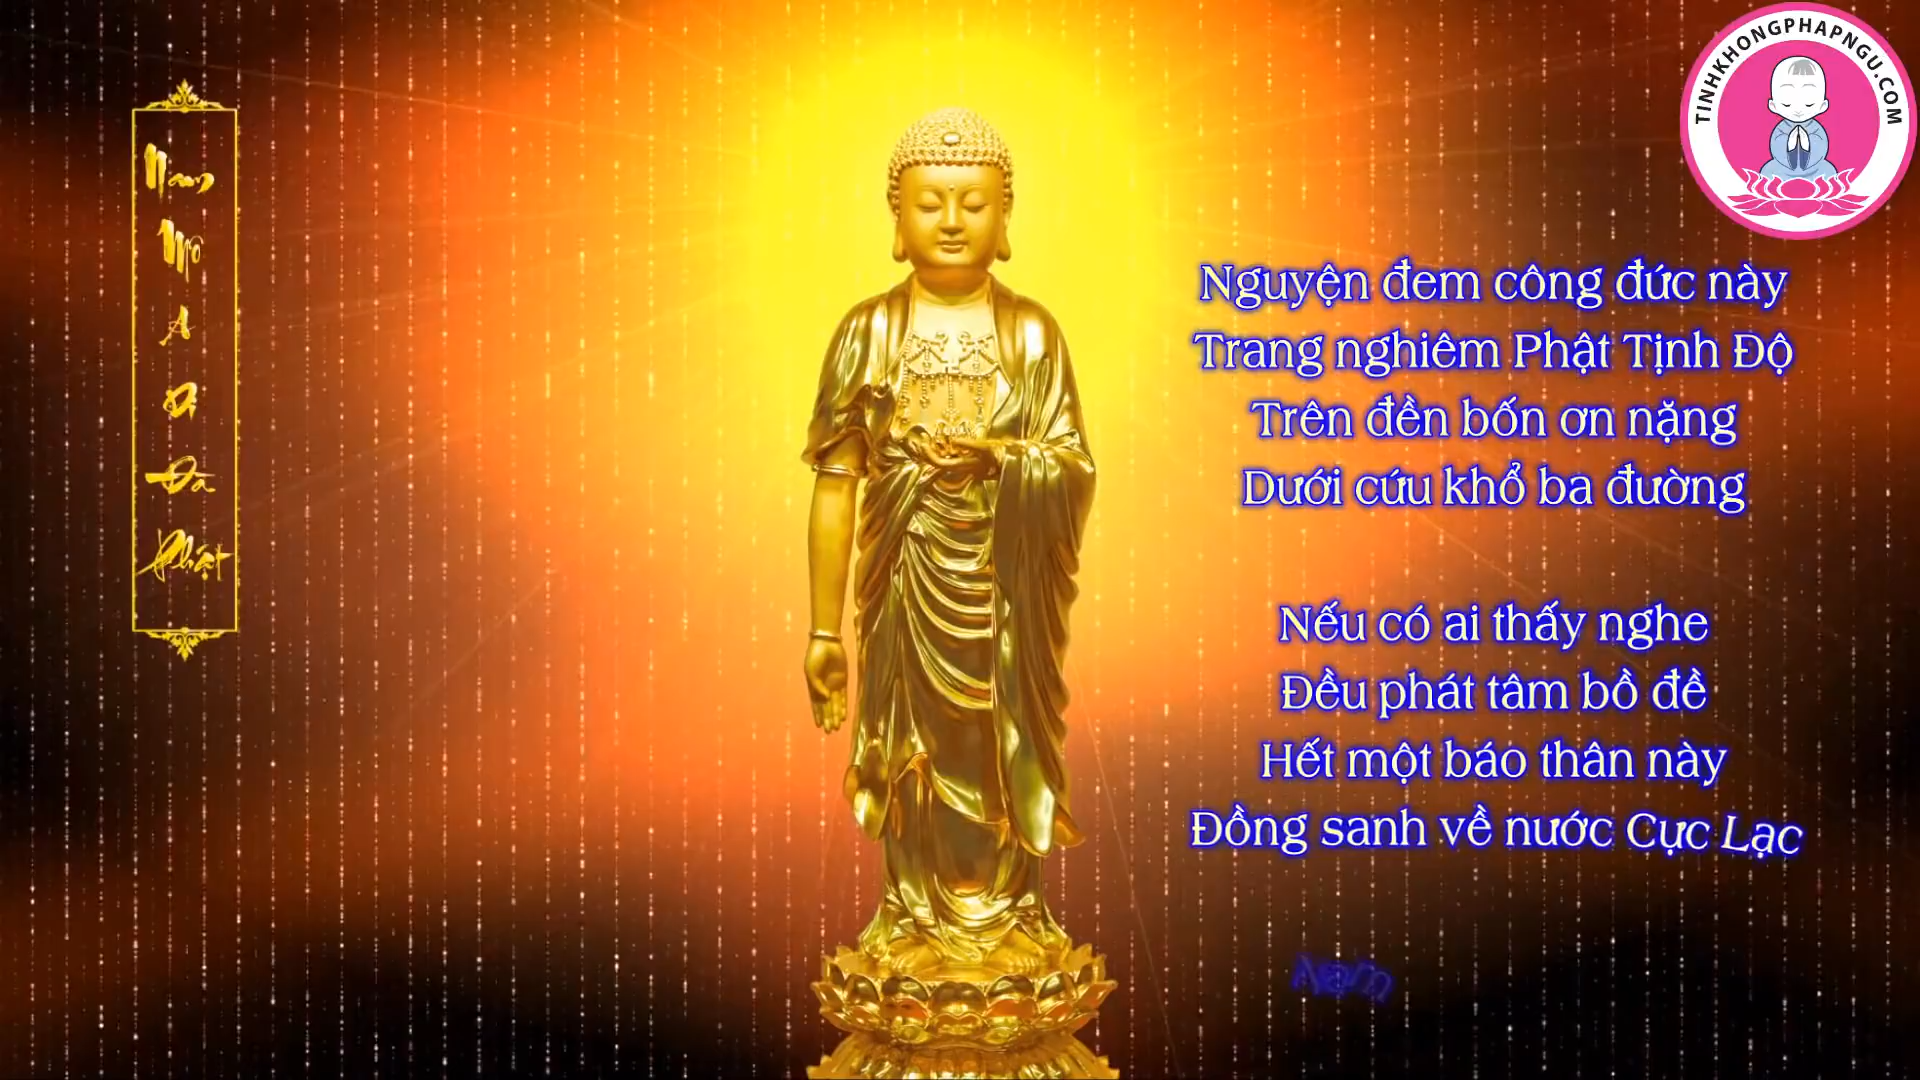 Nam
Mô
A
Di
Đà
Phật
TINHKHONGPHAPNGU.COM
Nguyện đem công đức này
Trang nghiêm Phật Tịnh Độ
Trên đền bốn ơn nặng
Dưới cứu khổ ba đường
Nếu có ai thấy nghe
Đều phát tâm bồ đề
Hết một báo thân này
Đồng sanh về nước Cực Lạc
Nam